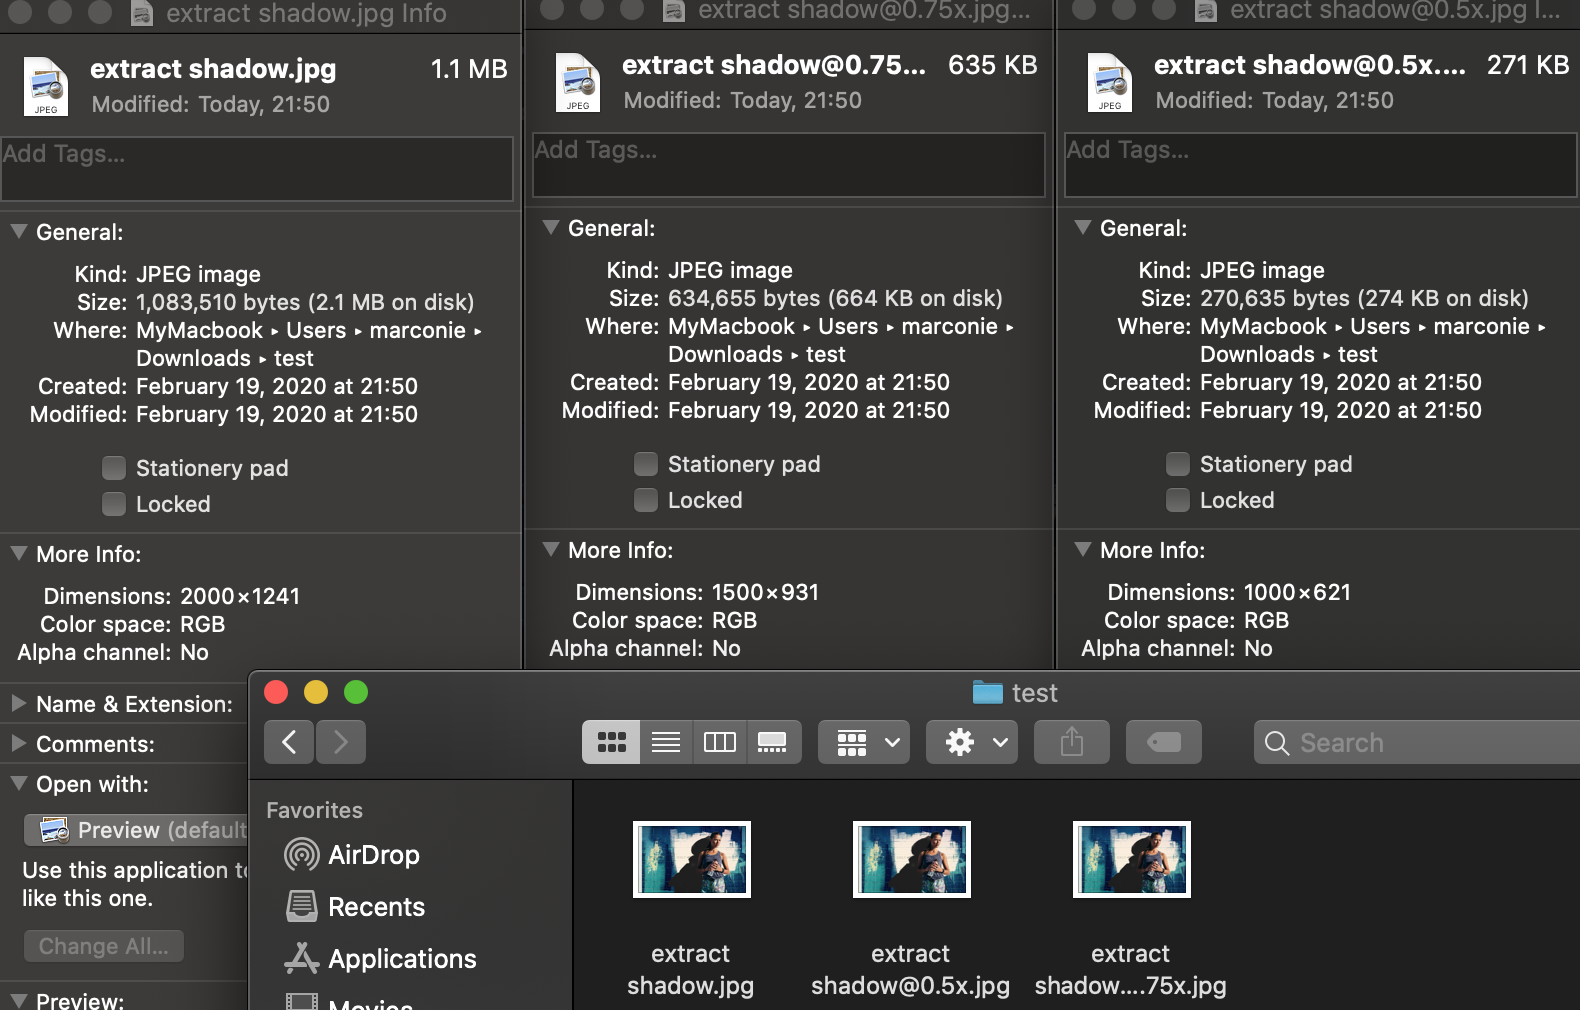 extract shadow.jpg Info
extract shadow.jpg
1.1 MB
Modified: Today, 21:50
JPEG
Add Tags...
General:
Kind: JPEG image
Size: 1,083,510 bytes (2.1 MB on disk)
Where: MyMacbook ▸ Users ▸ marconie ▸
Downloads ▸ test
Created: February 19, 2020 at 21:50
Modified: February 19, 2020 at 21:50
Stationery pad
Locked
More Info:
Dimensions: 2000×1241
Color space: RGB
Alpha channel: No
Name & Extension:
Comments:
Open with:
Preview (default
Use this application to
like this one.
Change All...
Preview:
extract shadow@0.75x.jpg...
extract shadow@0.75...
635 KB
Modified: Today, 21:50
JPEG
Add Tags...
General:
Kind: JPEG image
Size: 634,655 bytes (664 KB on disk)
Where: MyMacbook ▸ Users ▸ marconie ▸
Downloads ▸ test
Created: February 19, 2020 at 21:50
Modified: February 19, 2020 at 21:50
Stationery pad
Locked
More Info:
Dimensions: 1500×931
Color space: RGB
Alpha channel: No
extract shadow@0.5x.jpg I...
extract shadow@0.5x....
271 KB
Modified: Today, 21:50
JPEG
Add Tags...
General:
Kind: JPEG image
Size: 270,635 bytes (274 KB on disk)
Where: MyMacbook ▸ Users ▸ marconie ▸
Downloads ▸ test
Created: February 19, 2020 at 21:50
Modified: February 19, 2020 at 21:50
Stationery pad
Locked
More Info:
Dimensions: 1000×621
Color space: RGB
Alpha channel: No
test
Search
Favorites
AirDrop
Recents
Applications
Movies
extract
shadow.jpg
extract
shadow@0.5x.jpg
extract
shadow....75x.jpg